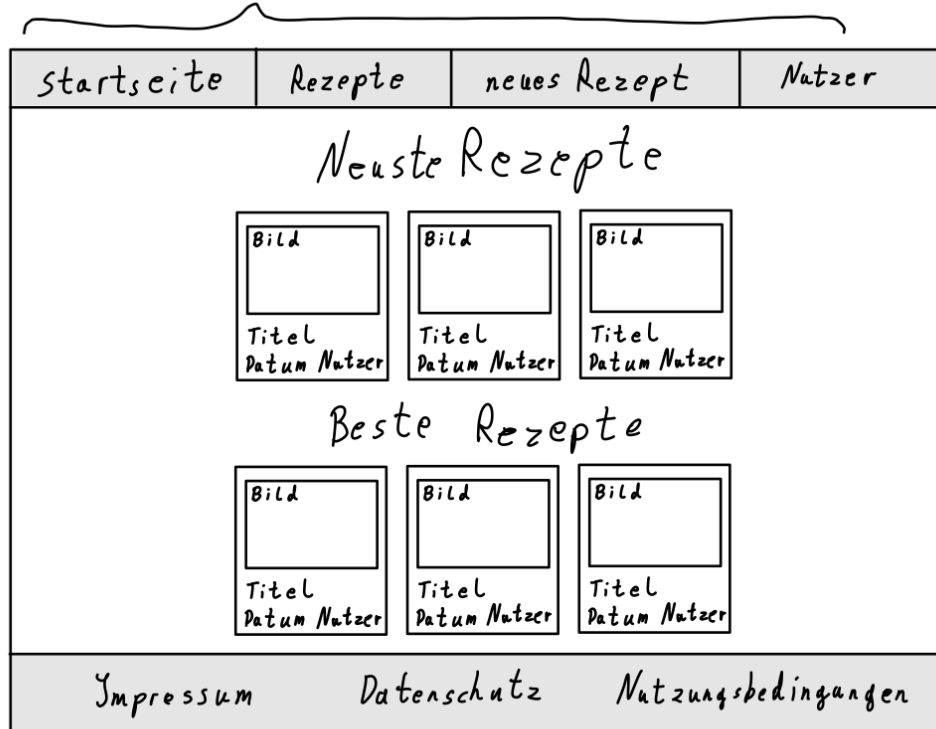 Startseite Rezepte neues Rezept Nutzer
Neuste Rezepte
Bild Bild Bild
Titel Titel Titel
Datum Nutzer Datum Nutzer Datum Nutzer
Beste Rezepte
Bild Bild Bild
Titel Titel Titel
Datum Nutzer Datum Nutzer Datum Nutzer
Impressum Datenschutz Nutzungsbedingungen